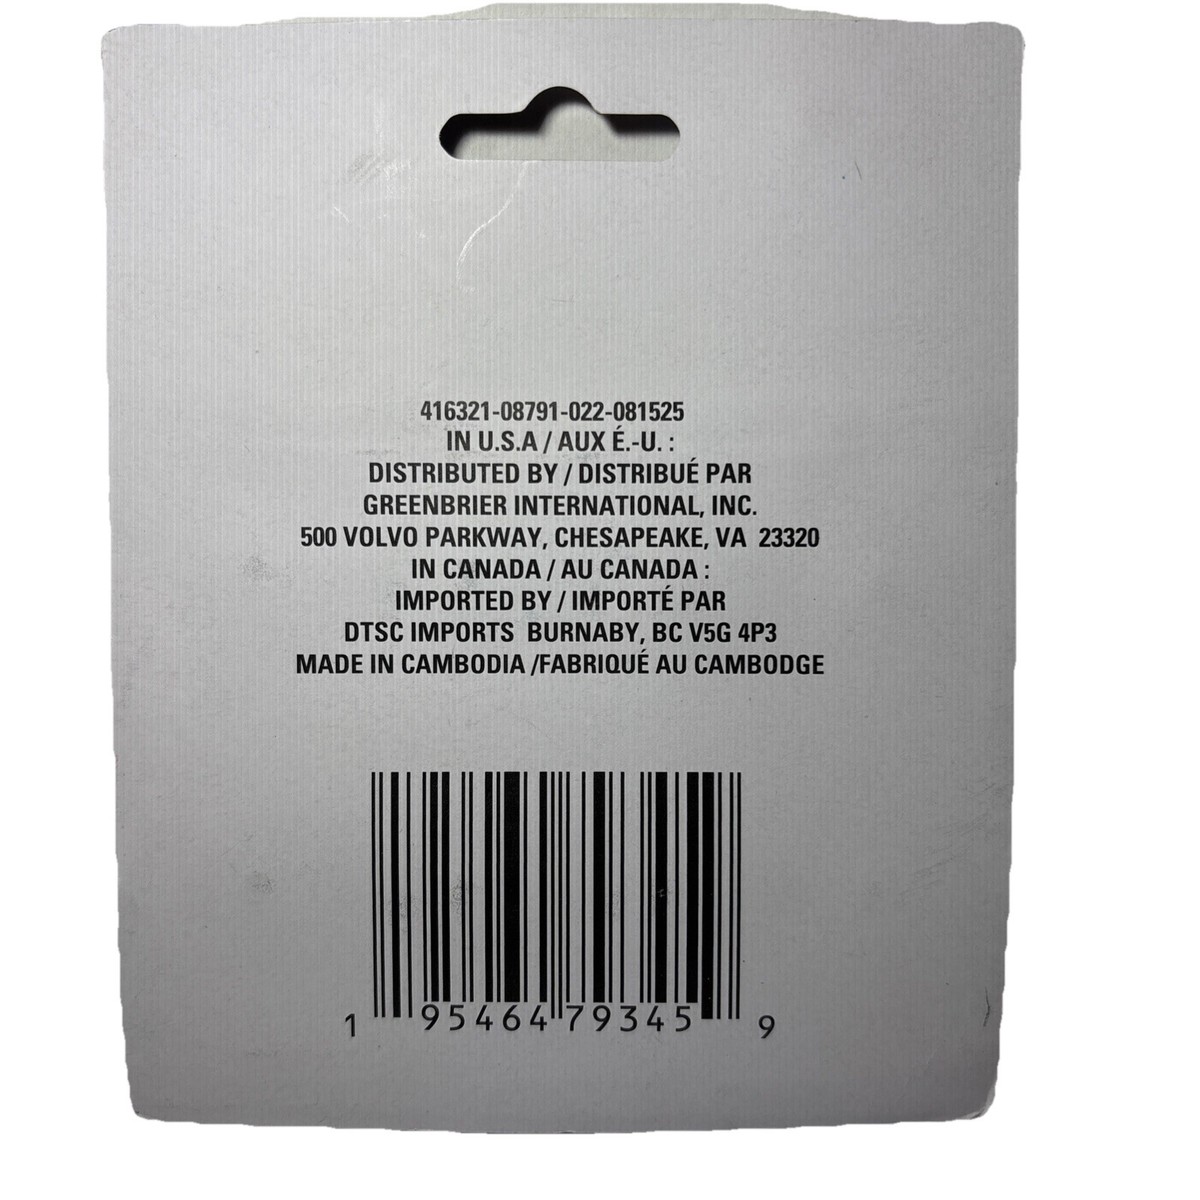 416321-08791-022-081525
IN U.S.A / AUX É.-U. :
DISTRIBUTED BY / DISTRIBUÉ PAR
GREENBRIER INTERNATIONAL, INC.
500 VOLVO PARKWAY, CHESAPEAKE, VA 23320
IN CANADA / AU CANADA :
IMPORTED BY / IMPORTÉ PAR
DTSC IMPORTS BURNABY, BC V5G 4P3
MADE IN CAMBODIA /FABRIQUÉ AU CAMBODGE
1 95464 79345 9